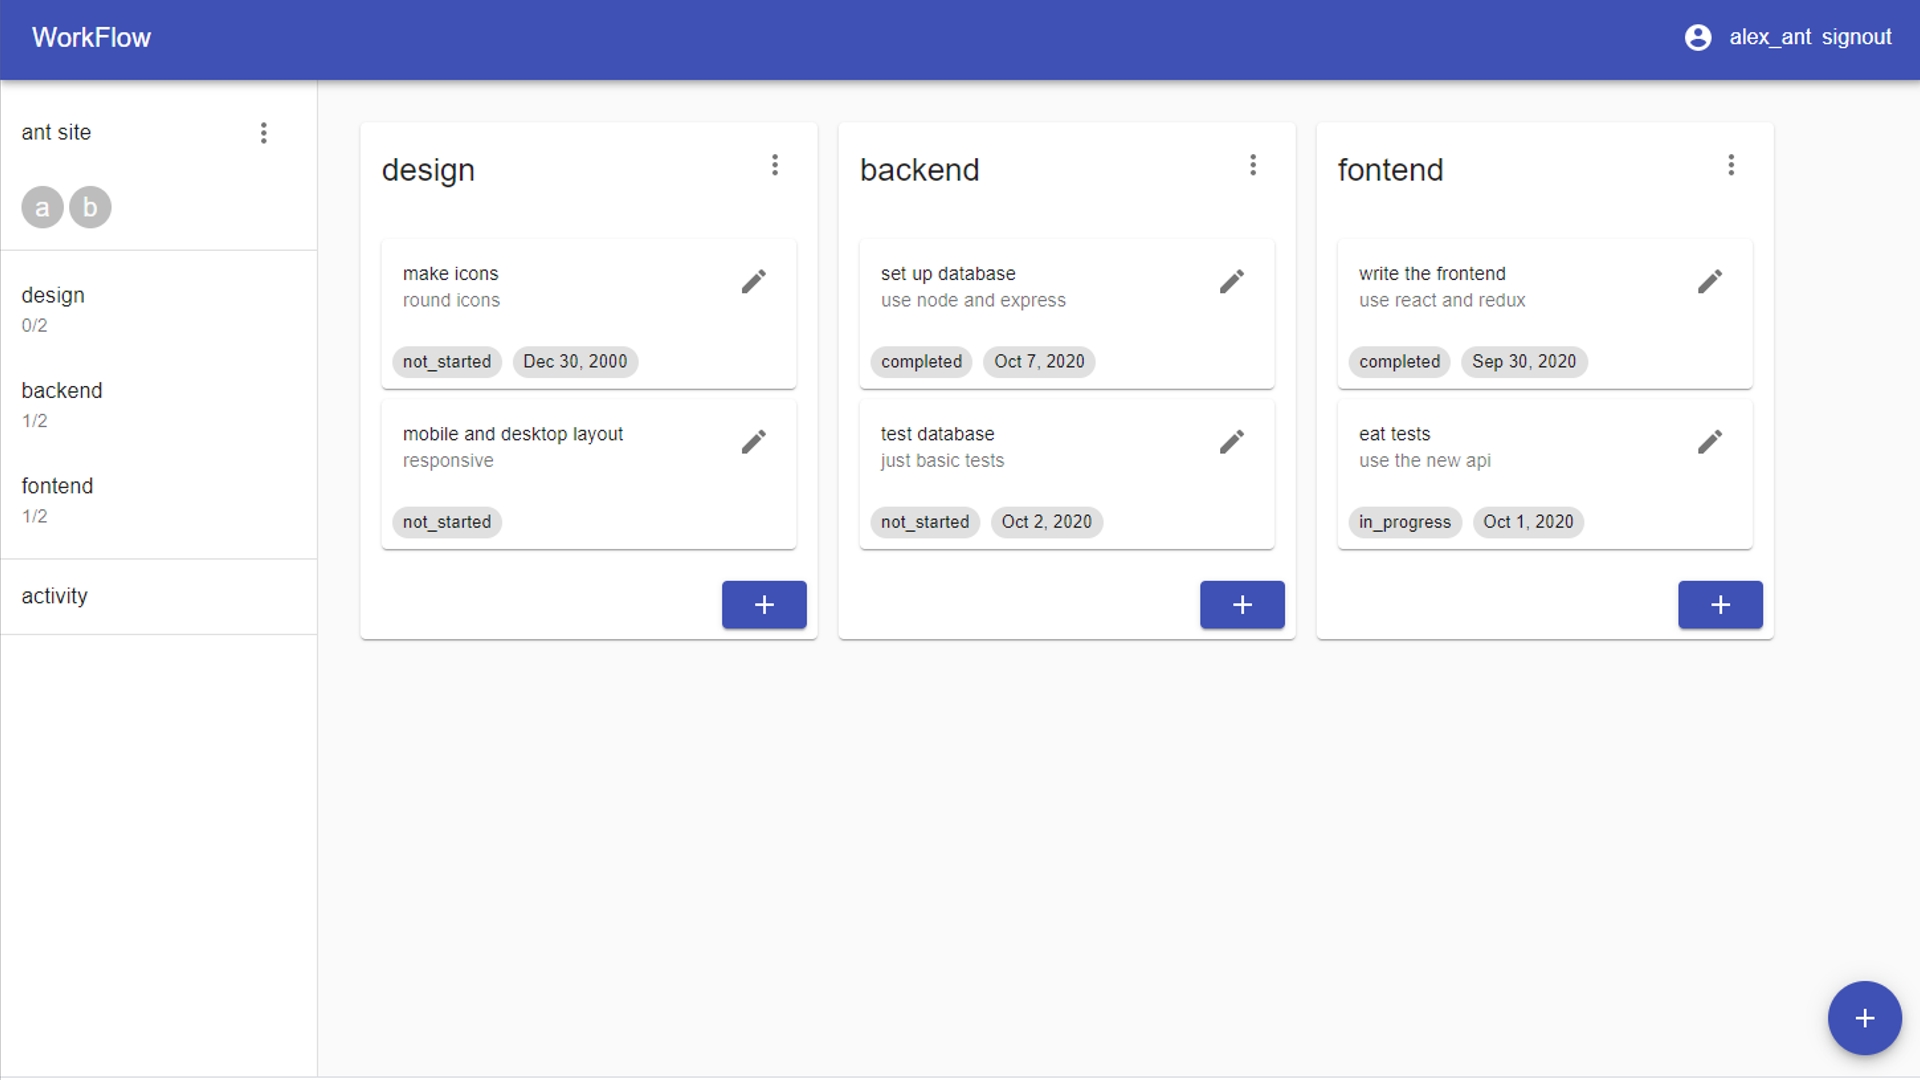 WorkFlow
alex_ant signout
ant site
a b
design
0/2
backend
1/2
fontend
1/2
activity
design
make icons
round icons
not_started Dec 30, 2000
mobile and desktop layout
responsive
not_started
+
backend
set up database
use node and express
completed Oct 7, 2020
test database
just basic tests
not_started Oct 2, 2020
+
fontend
write the frontend
use react and redux
completed Sep 30, 2020
eat tests
use the new api
in_progress Oct 1, 2020
+
+